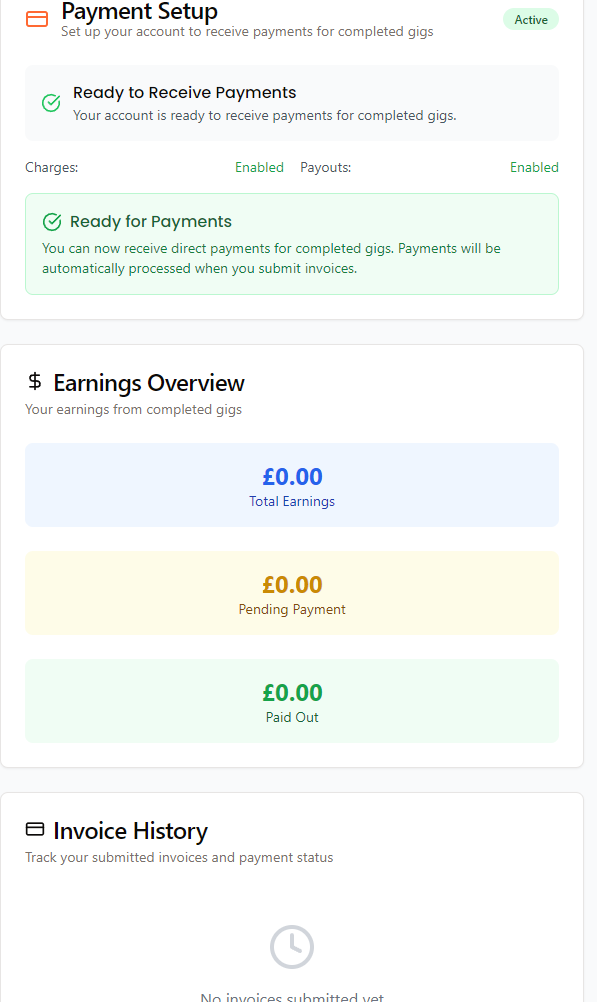 Payment Setup
Set up your account to receive payments for completed gigs
Active
Ready to Receive Payments
Your account is ready to receive payments for completed gigs.
Charges: Enabled Payouts: Enabled
Ready for Payments
You can now receive direct payments for completed gigs. Payments will be
automatically processed when you submit invoices.
$ Earnings Overview
Your earnings from completed gigs
£0.00
Total Earnings
£0.00
Pending Payment
£0.00
Paid Out
Invoice History
Track your submitted invoices and payment status
No invoices submitted yet